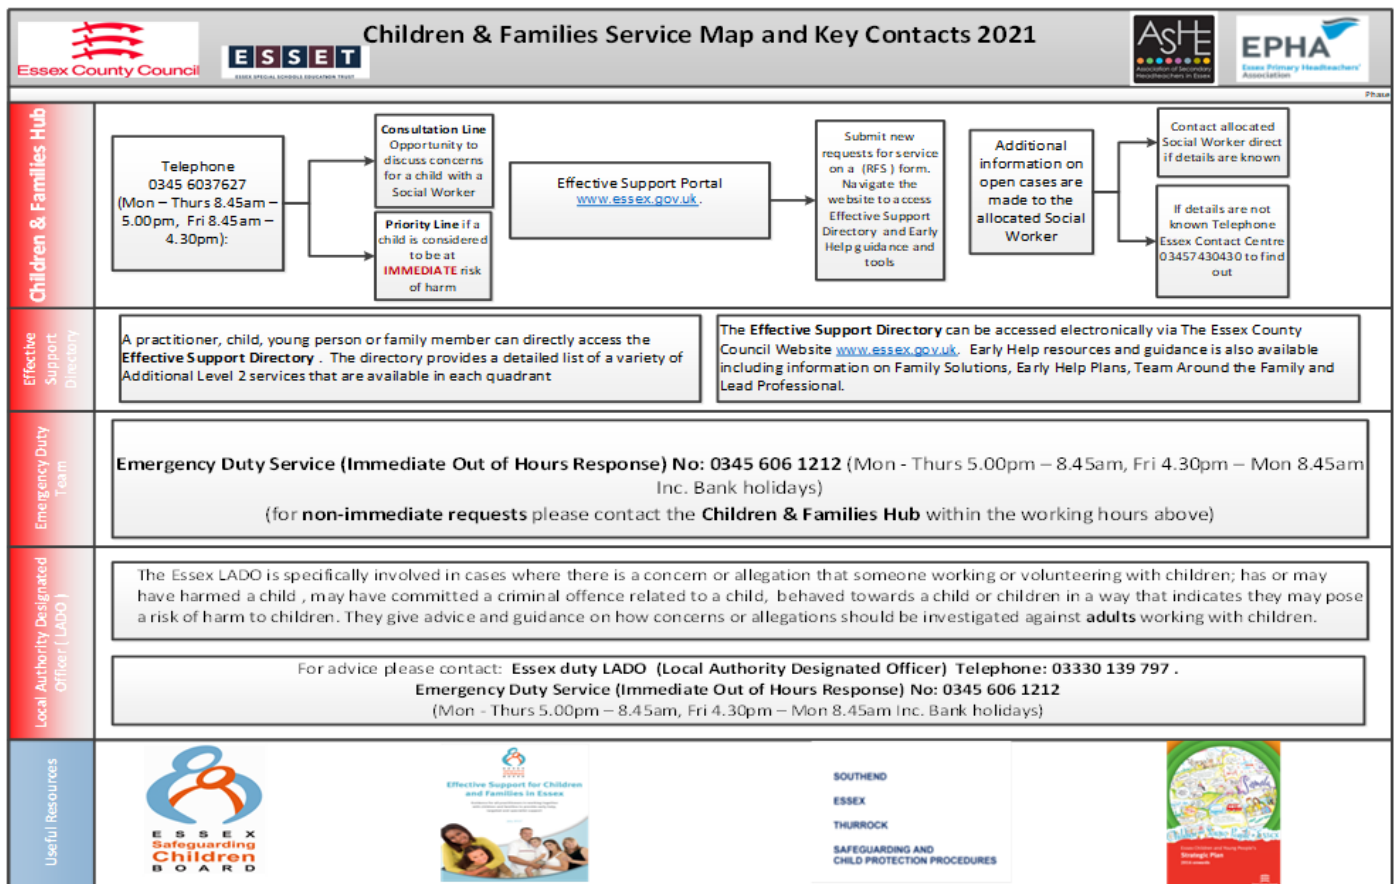 Children & Families Service Map and Key Contacts 2021
Essex County Council
ESSET
ESSEX SPECIAL SCHOOLS EDUCATION TRUST
ASHE
Association of Secondary
Headteachers in Essex
EPHA
Essex Primary Headteachers'
Association
Phase
Children & Families Hub
Telephone
0345 6037627
(Mon – Thurs 8.45am –
5.00pm, Fri 8.45am –
4.30pm):
Consultation Line
Opportunity to
discuss concerns
for a child with a
Social Worker
Priority Line if a
child is considered
to be at
IMMEDIATE risk
of harm
Effective Support Portal
www.essex.gov.uk.
Submit new
requests for service
on a (RFS ) form.
Navigate the
website to access
Effective Support
Directory and Early
Help guidance and
tools
Additional
information on
open cases are
made to the
allocated Social
Worker
Contact allocated
Social Worker direct
if details are known
If details are not
known Telephone
Essex Contact Centre
03457430430 to find
out
Effective
Support
Directory
A practitioner, child, young person or family member can directly access the
Effective Support Directory . The directory provides a detailed list of a variety of
Additional Level 2 services that are available in each quadrant
The Effective Support Directory can be accessed electronically via The Essex County
Council Website www.essex.gov.uk. Early Help resources and guidance is also available
including information on Family Solutions, Early Help Plans, Team Around the Family and
Lead Professional.
Emergency Duty
Team
Emergency Duty Service (Immediate Out of Hours Response) No: 0345 606 1212 (Mon - Thurs 5.00pm – 8.45am, Fri 4.30pm – Mon 8.45am
Inc. Bank holidays)
(for non-immediate requests please contact the Children & Families Hub within the working hours above)
Local Authority Designated
Officer ( LADO )
The Essex LADO is specifically involved in cases where there is a concern or allegation that someone working or volunteering with children; has or may
have harmed a child , may have committed a criminal offence related to a child, behaved towards a child or children in a way that indicates they may pose
a risk of harm to children. They give advice and guidance on how concerns or allegations should be investigated against adults working with children.
For advice please contact: Essex duty LADO (Local Authority Designated Officer) Telephone: 03330 139 797 .
Emergency Duty Service (Immediate Out of Hours Response) No: 0345 606 1212
(Mon - Thurs 5.00pm – 8.45am, Fri 4.30pm – Mon 8.45am Inc. Bank holidays)
Useful Resources
ESSEX
Safeguarding
Children
BOARD
Effective Support for Children
and Families in Essex
SOUTHEND
ESSEX
THURROCK
SAFEGUARDING AND
CHILD PROTECTION PROCEDURES
Essex Children and Young People's
Strategic Plan